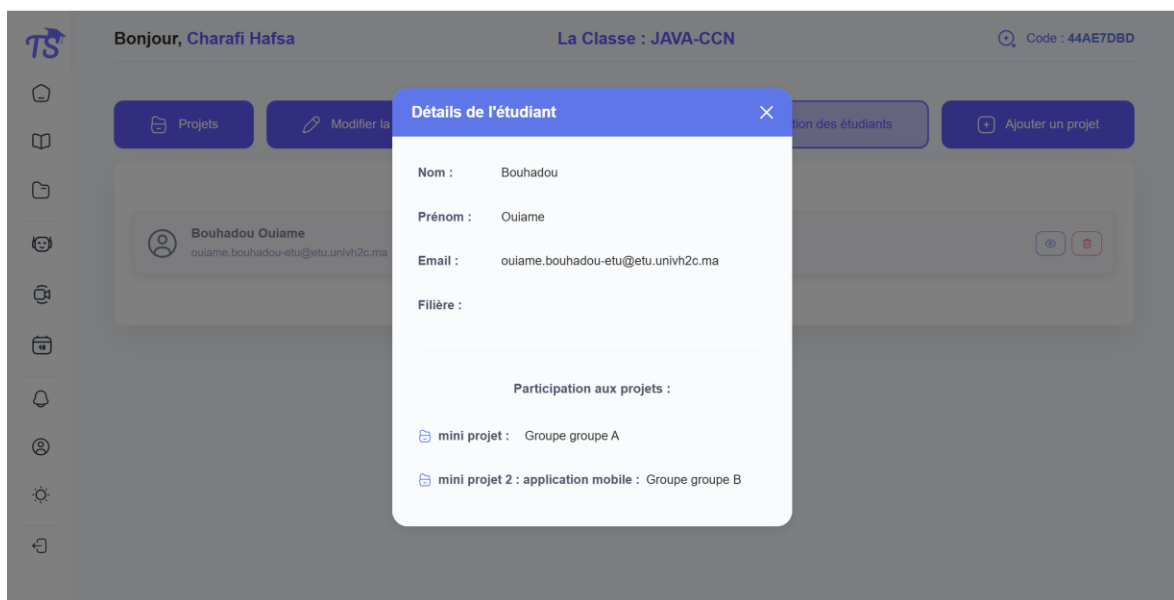 TS
Bonjour, Charafi Hafsa
La Classe : JAVA-CCN
Code : 44AE7DBD
Projets
Modifier la
tion des étudiants
Ajouter un projet
Bouhadou Ouiame
ouiame.bouhadou-etu@etu.univh2c.ma
18
Détails de l'étudiant
Nom : Bouhadou
Prénom : Ouiame
Email : ouiame.bouhadou-etu@etu.univh2c.ma
Filière :
Participation aux projets :
mini projet : Groupe groupe A
mini projet 2 : application mobile : Groupe groupe B